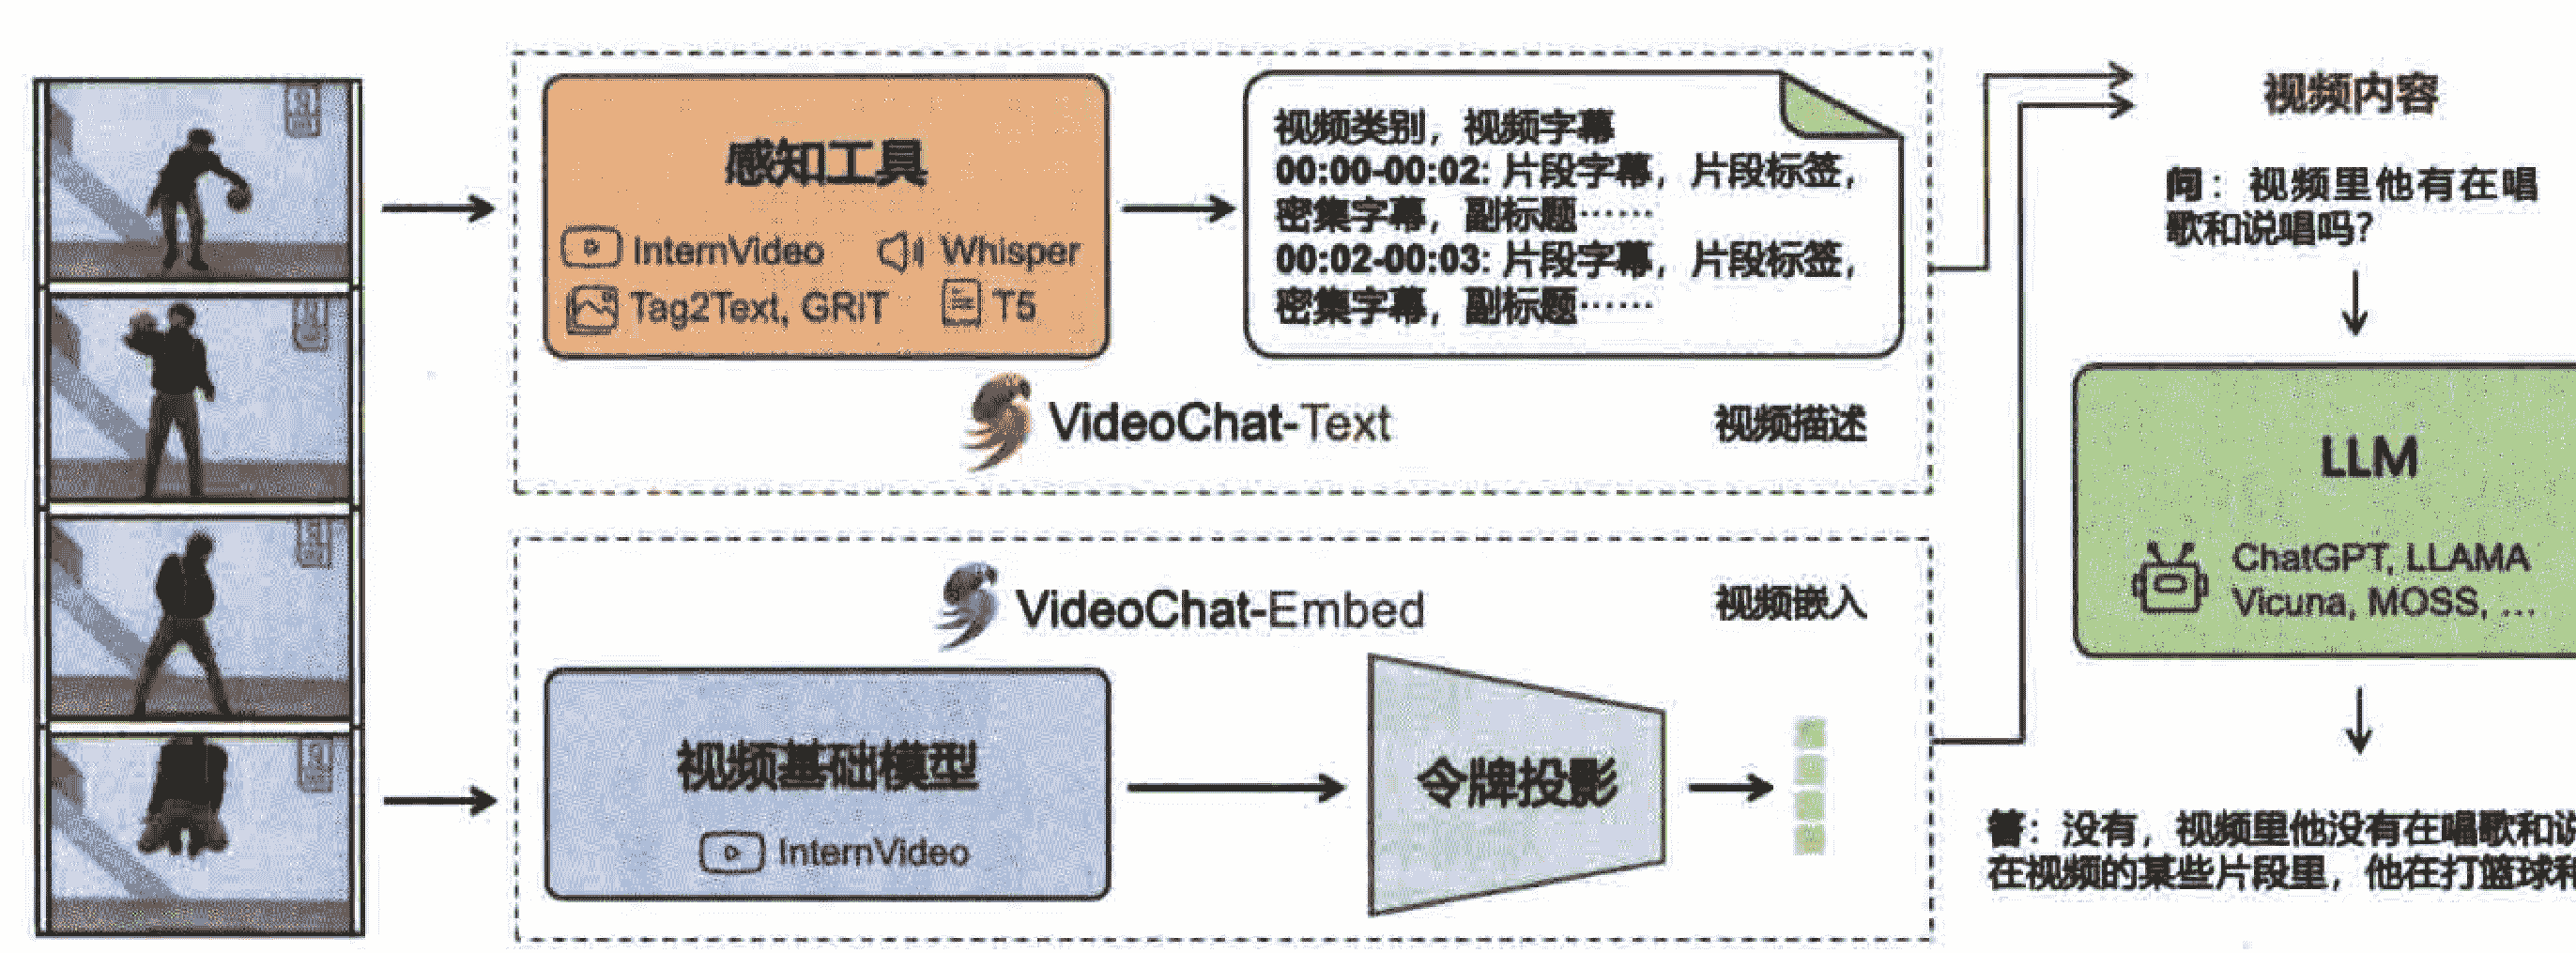 感知工具
InternVideo
Whisper
Tag2Text, GRIT
T5
视频类别，视频字幕
00:00-00:02: 片段字幕，片段标签，
密集字幕，副标题……
00:02-00:03: 片段字幕，片段标签，
密集字幕，副标题……
VideoChat-Text
视频描述
VideoChat-Embed
视频嵌入
视频基础模型
InternVideo
令牌投影
视频内容
问：视频里他有在唱
歌和说唱吗？
LLM
ChatGPT, LLAMA
Vicuna, MOSS, ...
答：没有，视频里他没有在唱歌和说
在视频的某些片段里，他在打篮球和